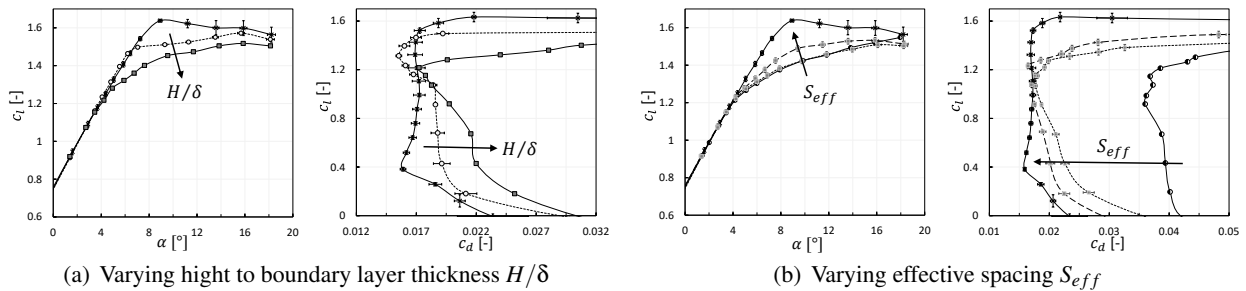 1.6
1.4
1.2
1
0.8
0.6
c_l [-]
H/δ
0 4 8 12 16 20
α [°]
1.6
1.2
0.8
0.4
0
c_l [-]
H/δ
0.012 0.017 0.022 0.027 0.032
c_d [-]
1.6
1.4
1.2
1
0.8
0.6
c_l [-]
S_eff
0 4 8 12 16 20
α [°]
1.6
1.2
0.8
0.4
0
c_l [-]
S_eff
0.01 0.02 0.03 0.04 0.05
c_d [-]
(a) Varying hight to boundary layer thickness H/δ
(b) Varying effective spacing S_eff